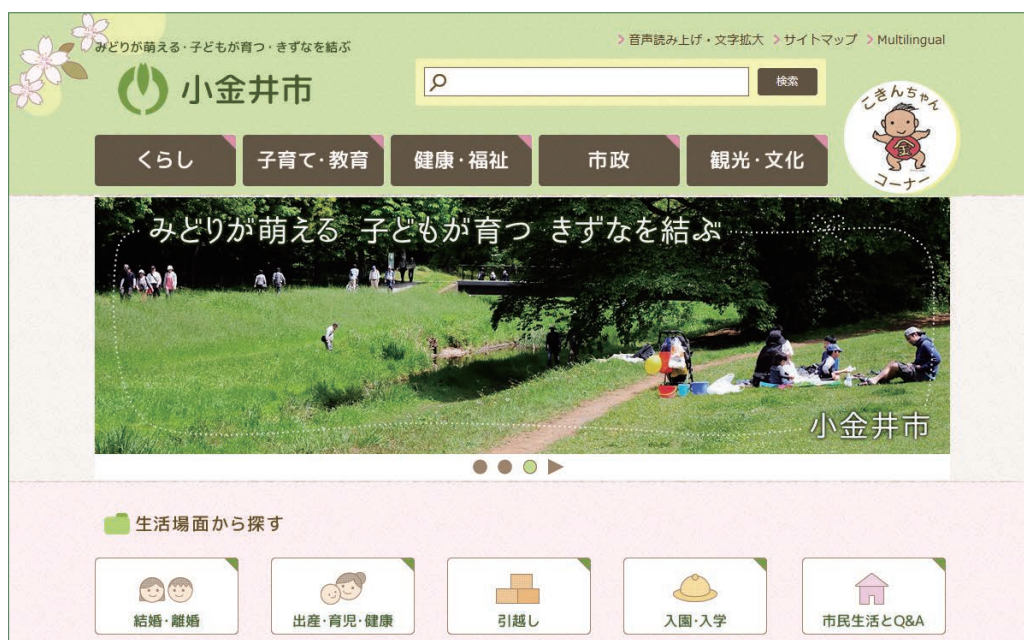 みどりが萌える・子どもが育つ・きずなを結ぶ
音声読み上げ・文字拡大 サイトマップ Multilingual
小金井市
検索
こきんちゃん
金
コーナー
くらし 子育て・教育 健康・福祉 市政 観光・文化
みどりが萌える 子どもが育つ きずなを結ぶ
小金井市
生活場面から探す
結婚・離婚 出産・育児・健康 引越し 入園・入学 市民生活とQ&A